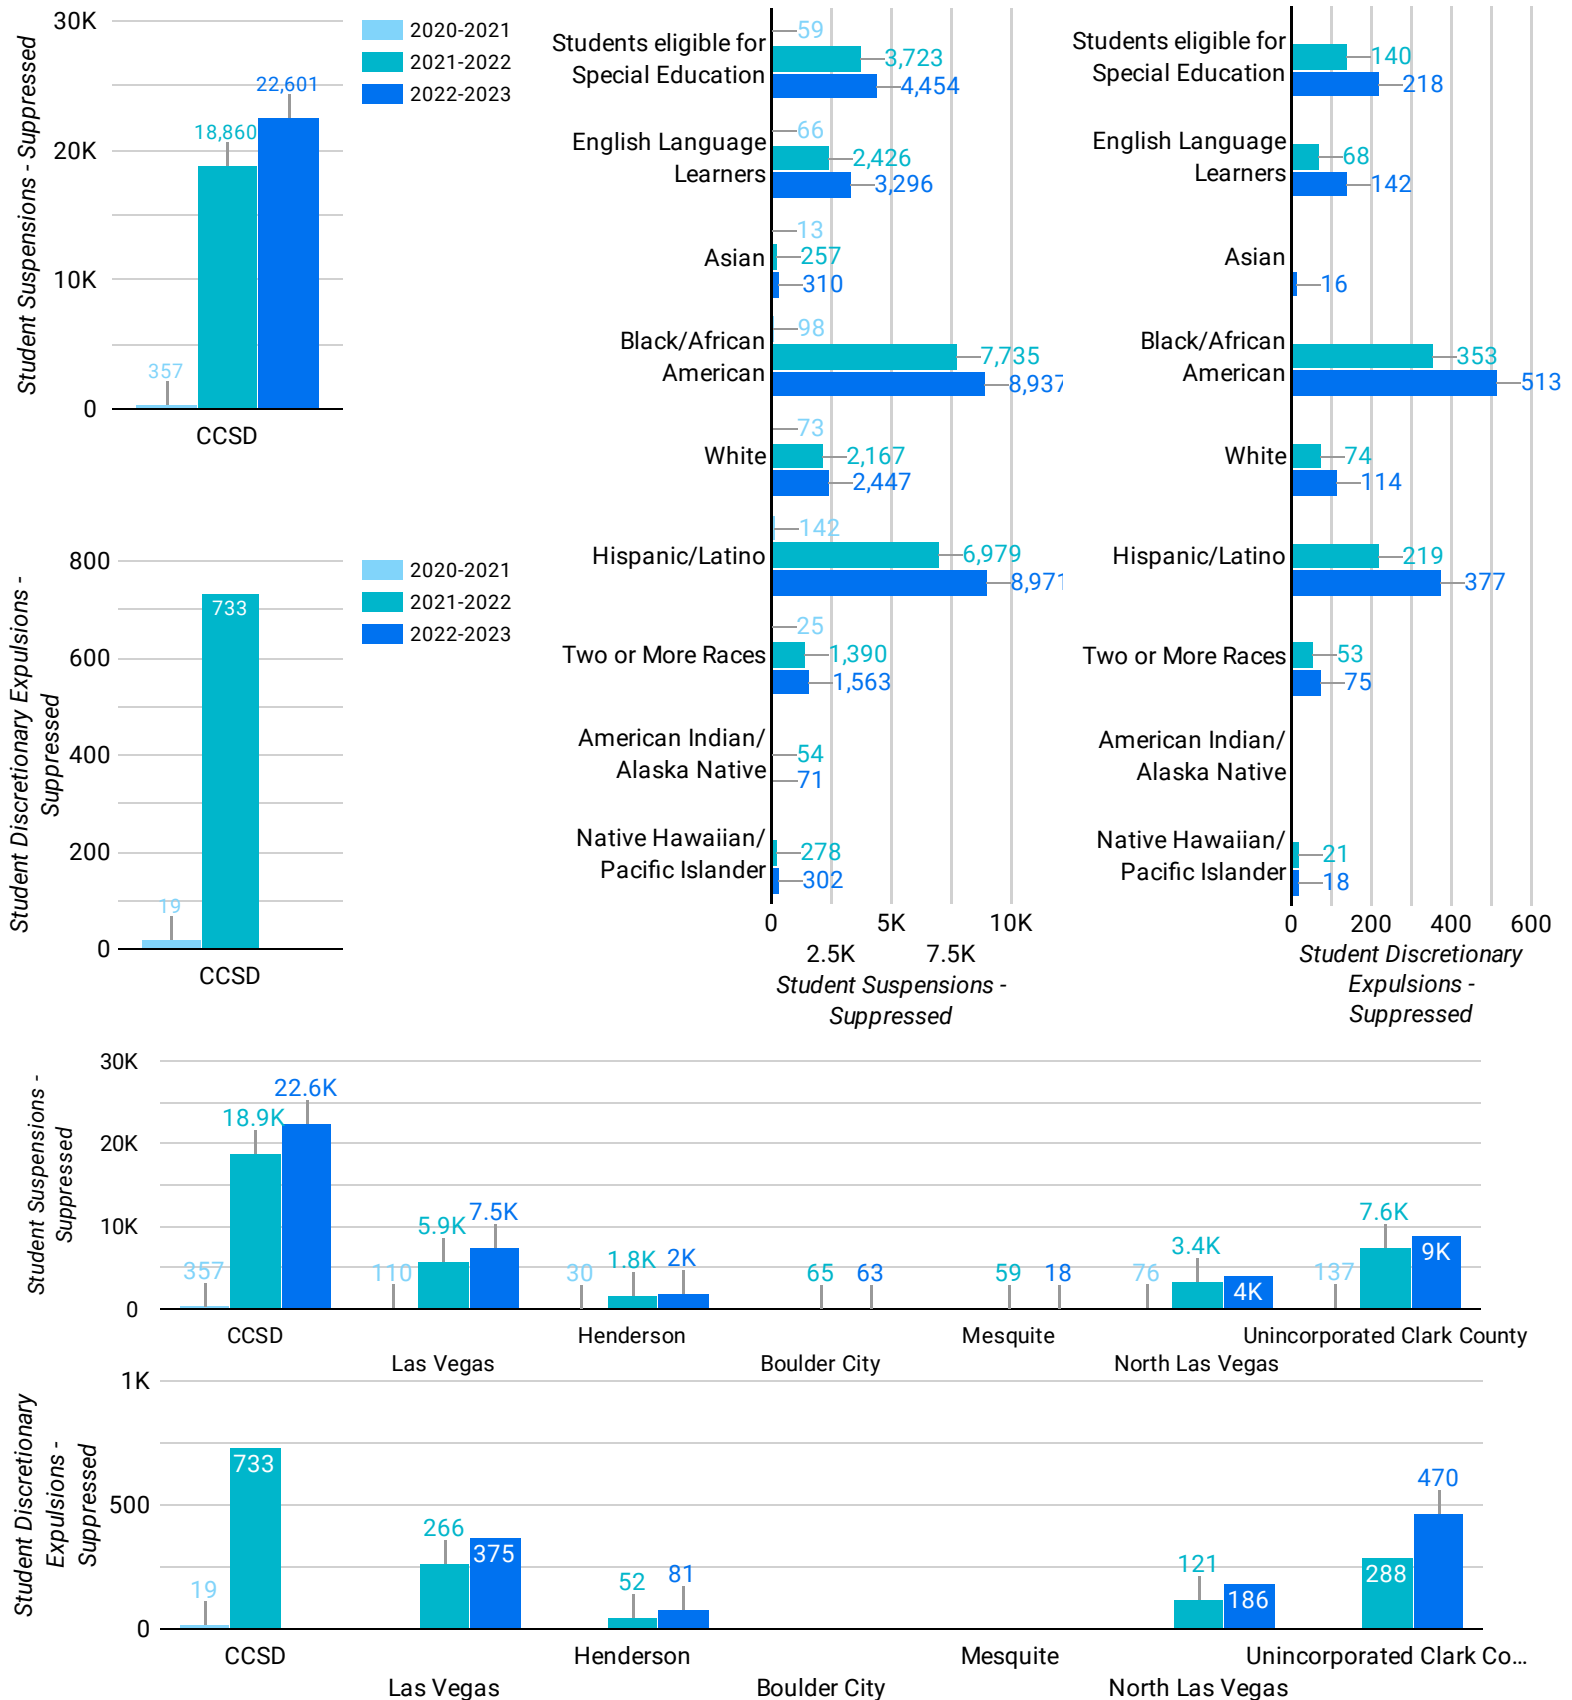 30K
20K
10K
0
Student Suspensions - Suppressed
357
18,860
22,601
CCSD
2020-2021
2021-2022
2022-2023
800
600
400
200
0
Student Discretionary Expulsions -
Suppressed
19
733
CCSD
2020-2021
2021-2022
2022-2023
Students eligible for
Special Education
59
3,723
4,454
English Language
Learners
66
2,426
3,296
Asian
13
257
310
Black/African
American
98
7,735
8,937
White
73
2,167
2,447
Hispanic/Latino
142
6,979
8,971
Two or More Races
25
1,390
1,563
American Indian/
Alaska Native
54
71
Native Hawaiian/
Pacific Islander
278
302
0
2.5K
5K
7.5K
10K
Student Suspensions -
Suppressed
Students eligible for
Special Education
140
218
English Language
Learners
68
142
Asian
16
Black/African
American
353
513
White
74
114
Hispanic/Latino
219
377
Two or More Races
53
75
American Indian/
Alaska Native
Native Hawaiian/
Pacific Islander
21
18
0
200
400
600
Student Discretionary
Expulsions -
Suppressed
30K
20K
10K
0
Student Suspensions -
Suppressed
357
18.9K
22.6K
110
5.9K
7.5K
30
1.8K
2K
65
63
59
18
76
3.4K
4K
137
7.6K
9K
CCSD
Las Vegas
Henderson
Boulder City
Mesquite
North Las Vegas
Unincorporated Clark County
1K
500
0
Student Discretionary
Expulsions -
Suppressed
19
733
266
375
52
81
121
186
288
470
CCSD
Las Vegas
Henderson
Boulder City
Mesquite
North Las Vegas
Unincorporated Clark Co...